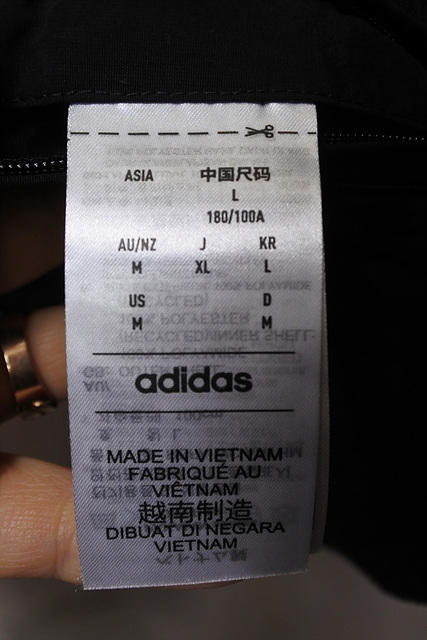 ASIA 中国尺码
L
180/100A
AU/NZ J KR
M XL L
US D
M M
adidas
MADE IN VIETNAM
FABRIQUÉ AU
VIÊTNAM
越南制造
DIBUAT DI NEGARA
VIETNAM